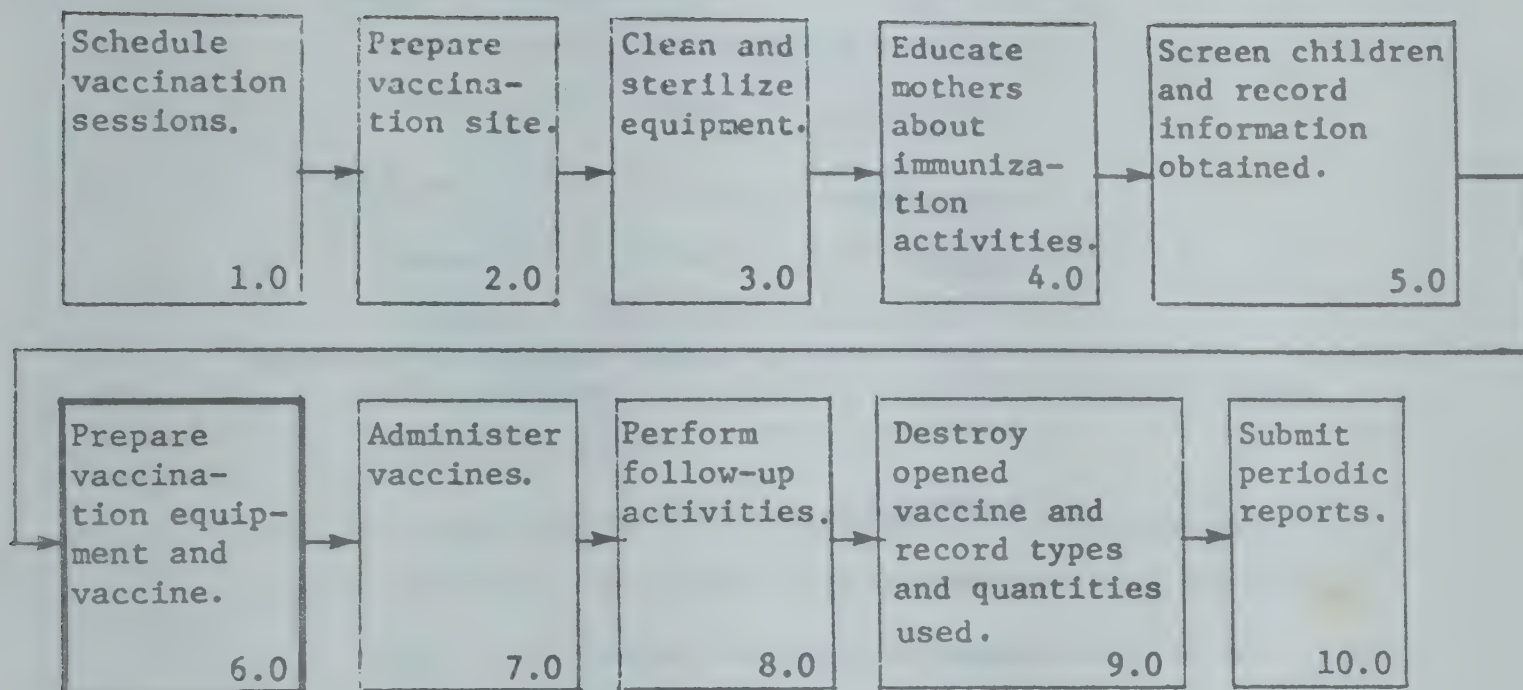 Schedule
vaccination
sessions.
1.0
Prepare
vaccina-
tion site.
2.0
Clean and
sterilize
equipment.
3.0
Educate
mothers
about
immuniza-
tion
activities.
4.0
Screen children
and record
information
obtained.
5.0
Prepare
vaccina-
tion equip-
ment and
vaccine.
6.0
Administer
vaccines.
7.0
Perform
follow-up
activities.
8.0
Destroy
opened
vaccine and
record types
and quantities
used.
9.0
Submit
periodic
reports.
10.0